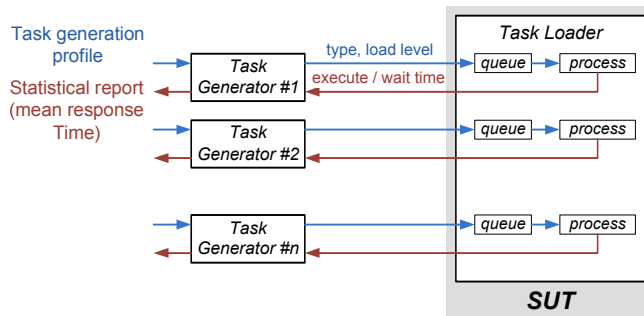 Task generation
profile
Statistical report
(mean response
Time)
Task
Generator #1
type, load level
execute / wait time
Task Loader
queue
process
Task
Generator #2
queue
process
Task
Generator #n
queue
process
SUT